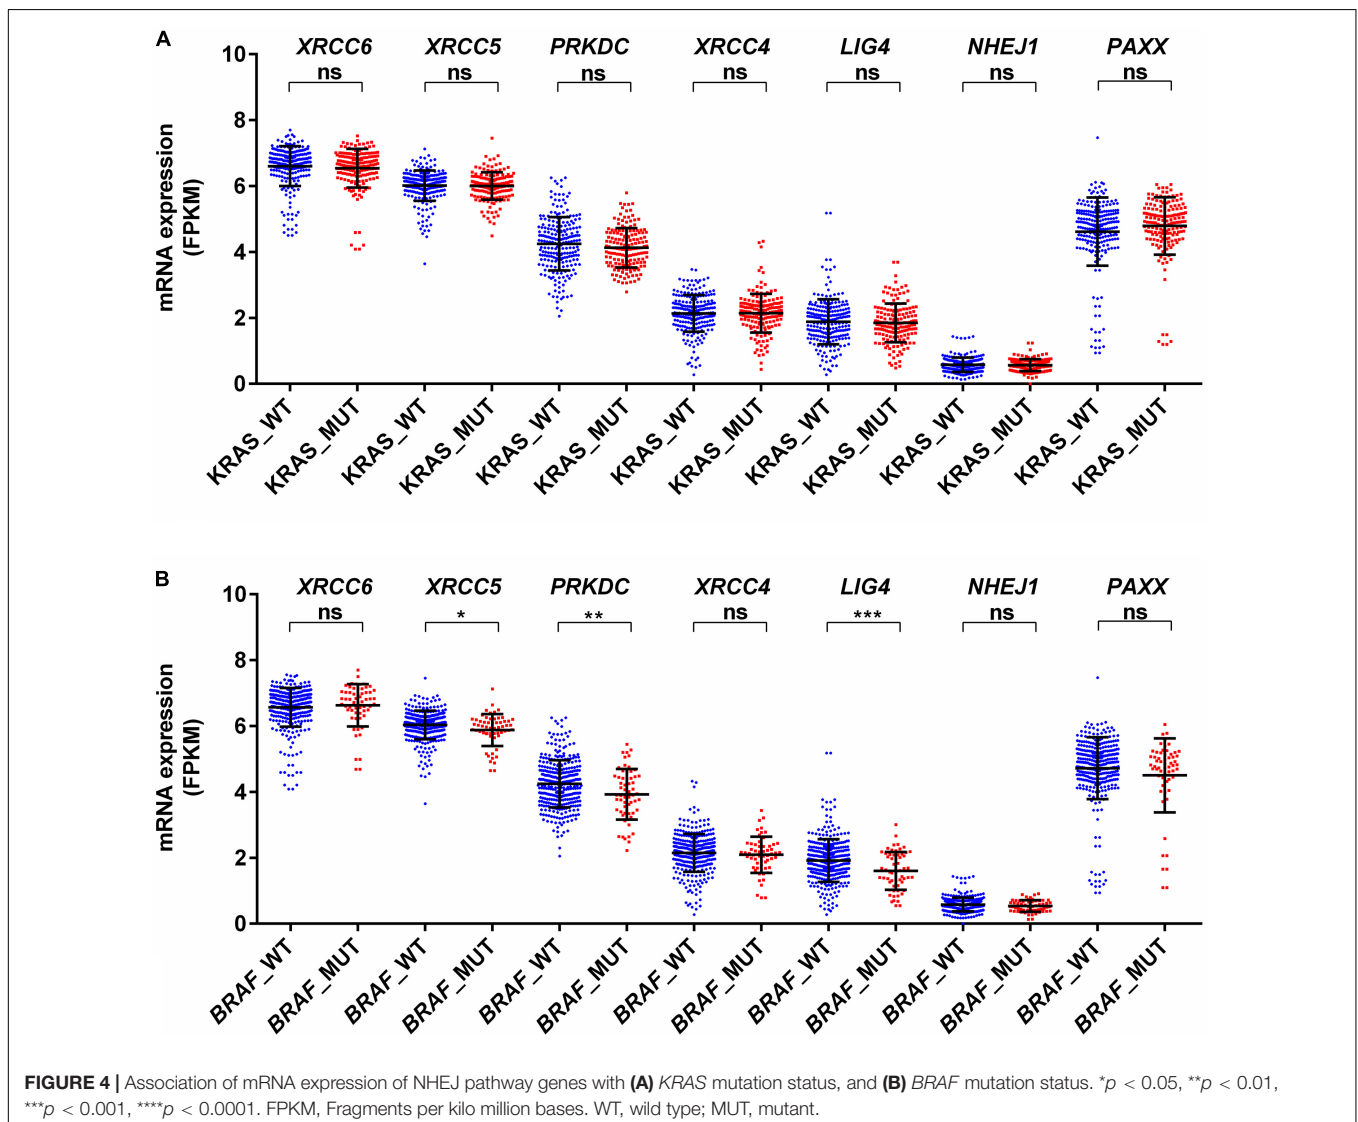 A
XRCC6 XRCC5 PRKDC XRCC4 LIG4 NHEJ1 PAXX
ns ns ns ns ns ns ns
mRNA expression
(FPKM)
10
8
6
4
2
0
KRAS_WT KRAS_MUT KRAS_WT KRAS_MUT KRAS_WT KRAS_MUT KRAS_WT KRAS_MUT KRAS_WT KRAS_MUT KRAS_WT KRAS_MUT KRAS_WT KRAS_MUT
B
XRCC6 XRCC5 PRKDC XRCC4 LIG4 NHEJ1 PAXX
ns * ** ns *** ns ns
mRNA expression
(FPKM)
10
8
6
4
2
0
BRAF_WT BRAF_MUT BRAF_WT BRAF_MUT BRAF_WT BRAF_MUT BRAF_WT BRAF_MUT BRAF_WT BRAF_MUT BRAF_WT BRAF_MUT BRAF_WT BRAF_MUT
FIGURE 4 | Association of mRNA expression of NHEJ pathway genes with (A) KRAS mutation status, and (B) BRAF mutation status. *p < 0.05, **p < 0.01,
***p < 0.001, ****p < 0.0001. FPKM, Fragments per kilo million bases. WT, wild type; MUT, mutant.